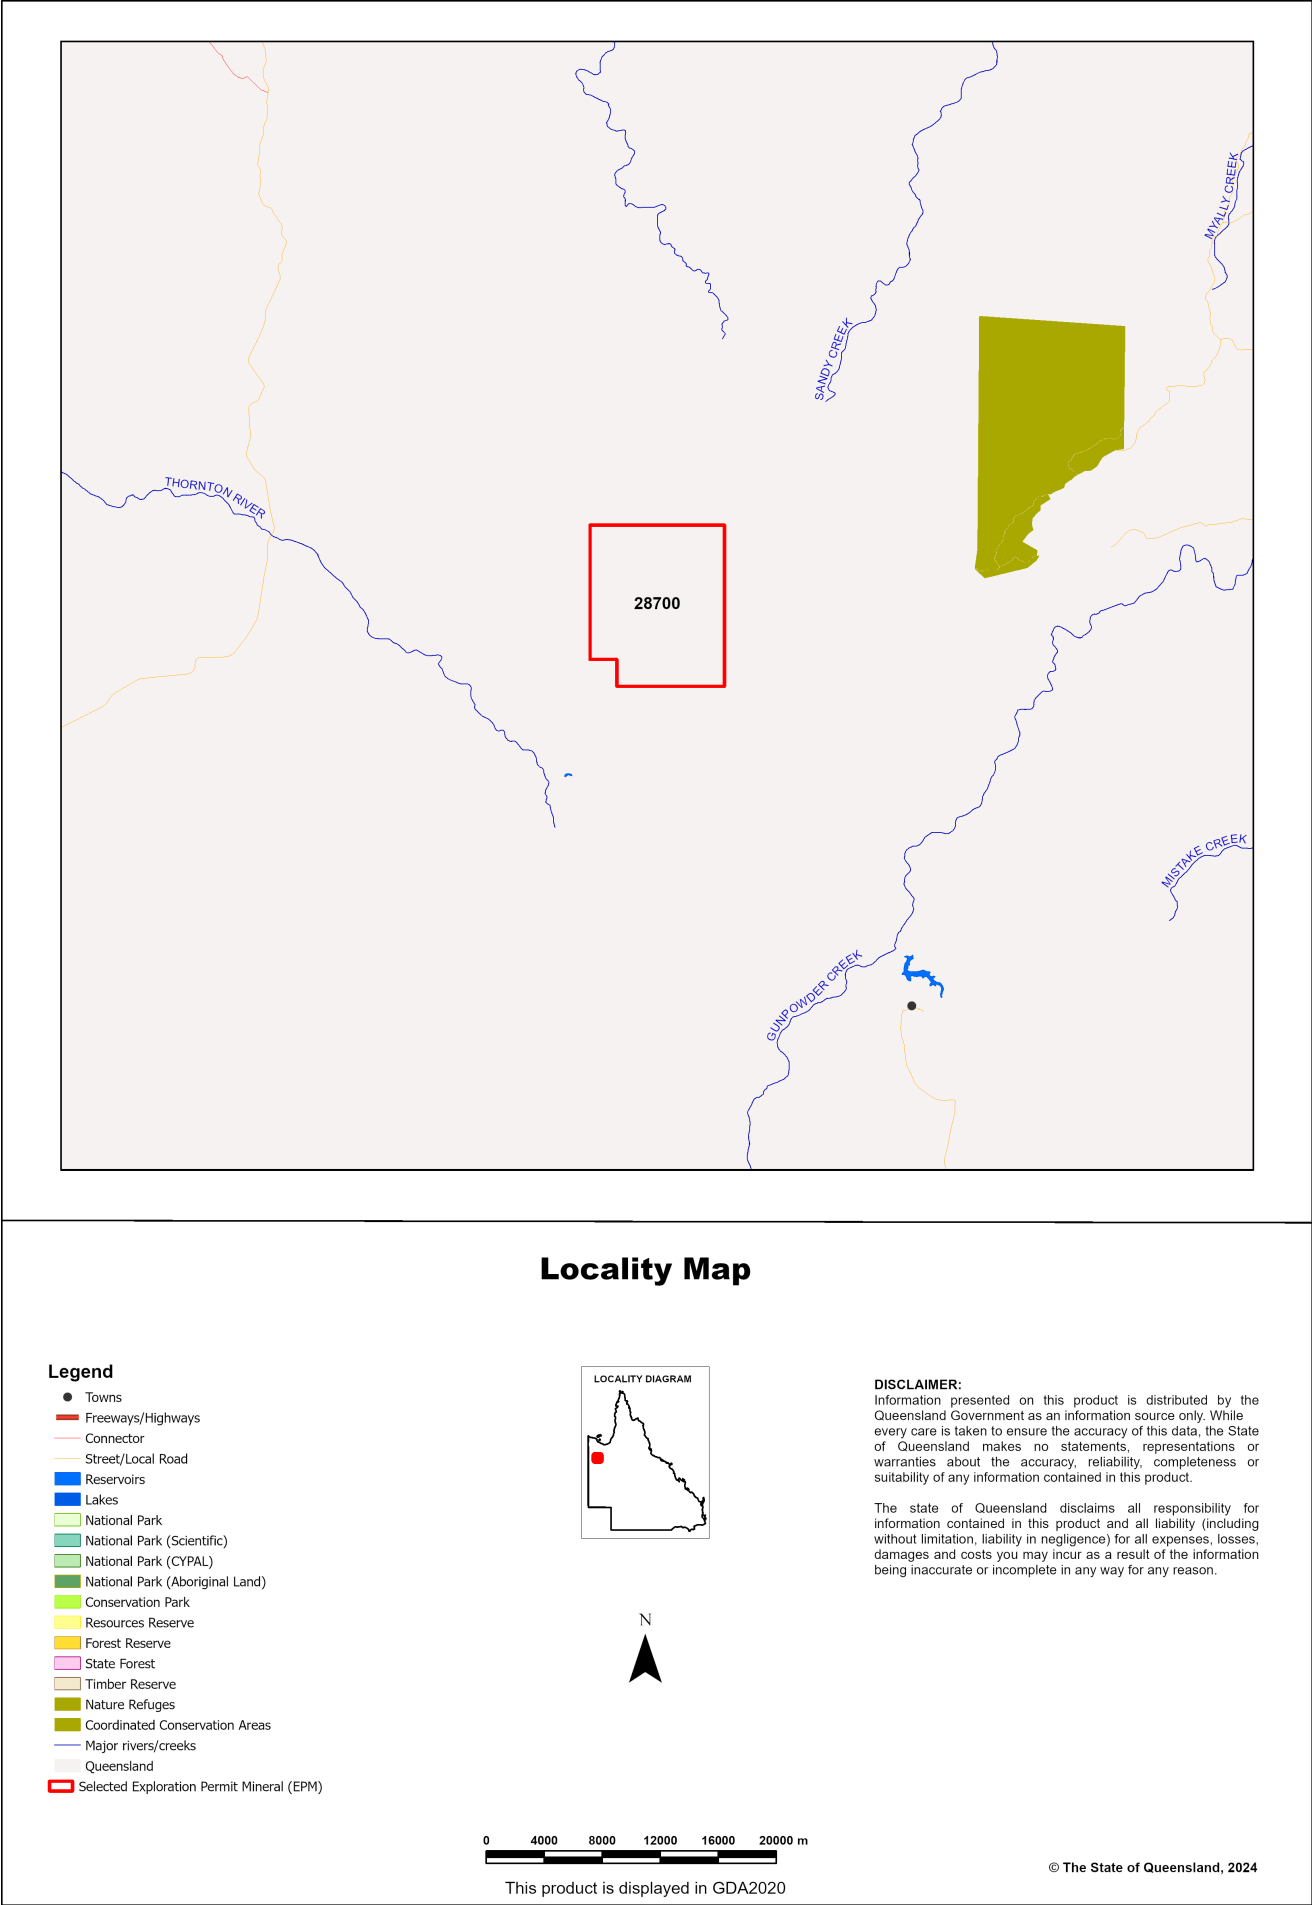 MYALLY CREEK
SANDY CREEK
THORNTON RIVER
28700
MISTAKE CREEK
GUNPOWDER CREEK
Locality Map
Legend
Towns
Freeways/Highways
Connector
Street/Local Road
Reservoirs
Lakes
National Park
National Park (Scientific)
National Park (CYPAL)
National Park (Aboriginal Land)
Conservation Park
Resources Reserve
Forest Reserve
State Forest
Timber Reserve
Nature Refuges
Coordinated Conservation Areas
Major rivers/creeks
Queensland
Selected Exploration Permit Mineral (EPM)
LOCALITY DIAGRAM
N
DISCLAIMER:
Information presented on this product is distributed by the
Queensland Government as an information source only. While
every care is taken to ensure the accuracy of this data, the State
of Queensland makes no statements, representations or
warranties about the accuracy, reliability, completeness or
suitability of any information contained in this product.
The state of Queensland disclaims all responsibility for
information contained in this product and all liability (including
without limitation, liability in negligence) for all expenses, losses,
damages and costs you may incur as a result of the information
being inaccurate or incomplete in any way for any reason.
0 4000 8000 12000 16000 20000 m
This product is displayed in GDA2020
© The State of Queensland, 2024